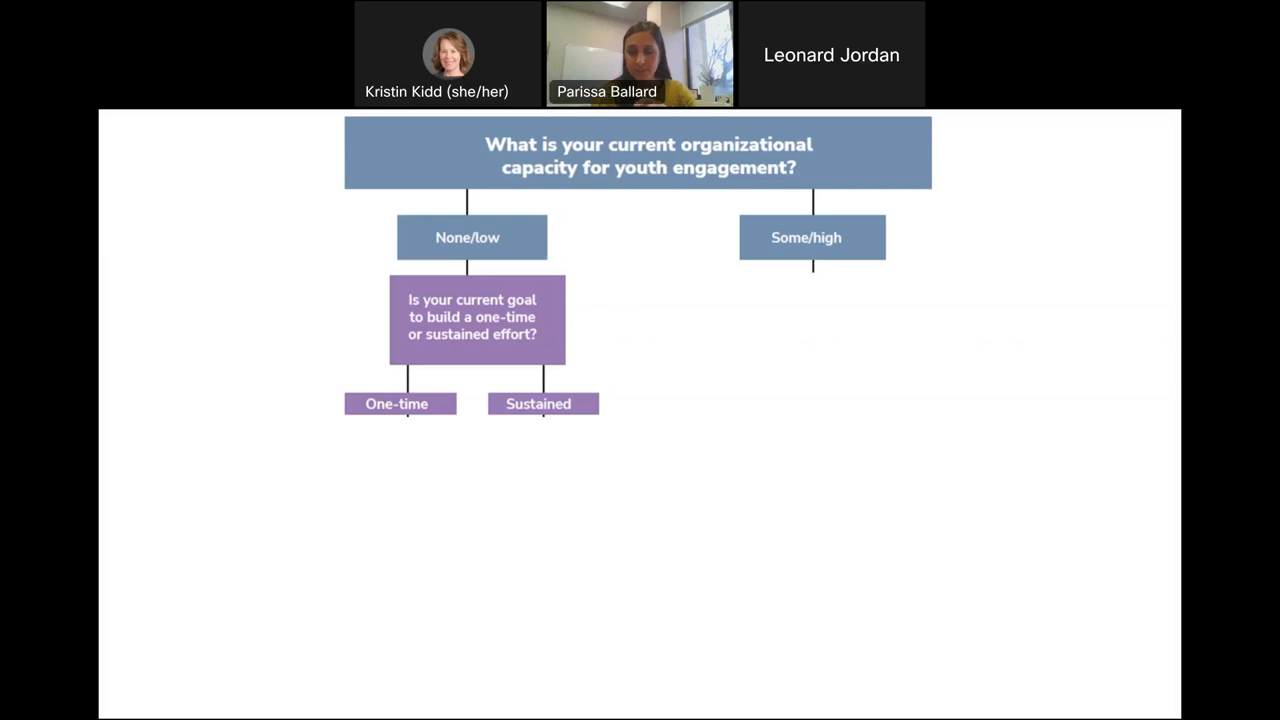 Kristin Kidd (she/her)
Parissa Ballard
Leonard Jordan
What is your current organizational
capacity for youth engagement?
None/low
Some/high
Is your current goal
to build a one-time
or sustained effort?
One-time
Sustained